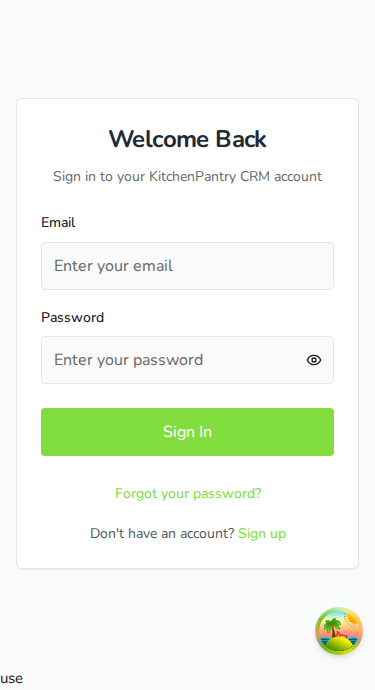 Welcome Back
Sign in to your KitchenPantry CRM account
Email
Enter your email
Password
Enter your password
Sign In
Forgot your password?
Don't have an account? Sign up
use